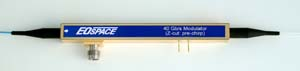 EOSPACE
40 Gb/s Modulator
(Z-cut pre-chirp)